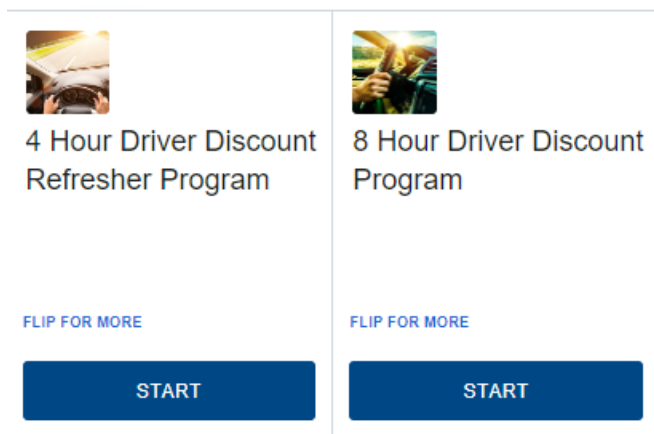 4 Hour Driver Discount
Refresher Program
FLIP FOR MORE
START
8 Hour Driver Discount
Program
FLIP FOR MORE
START